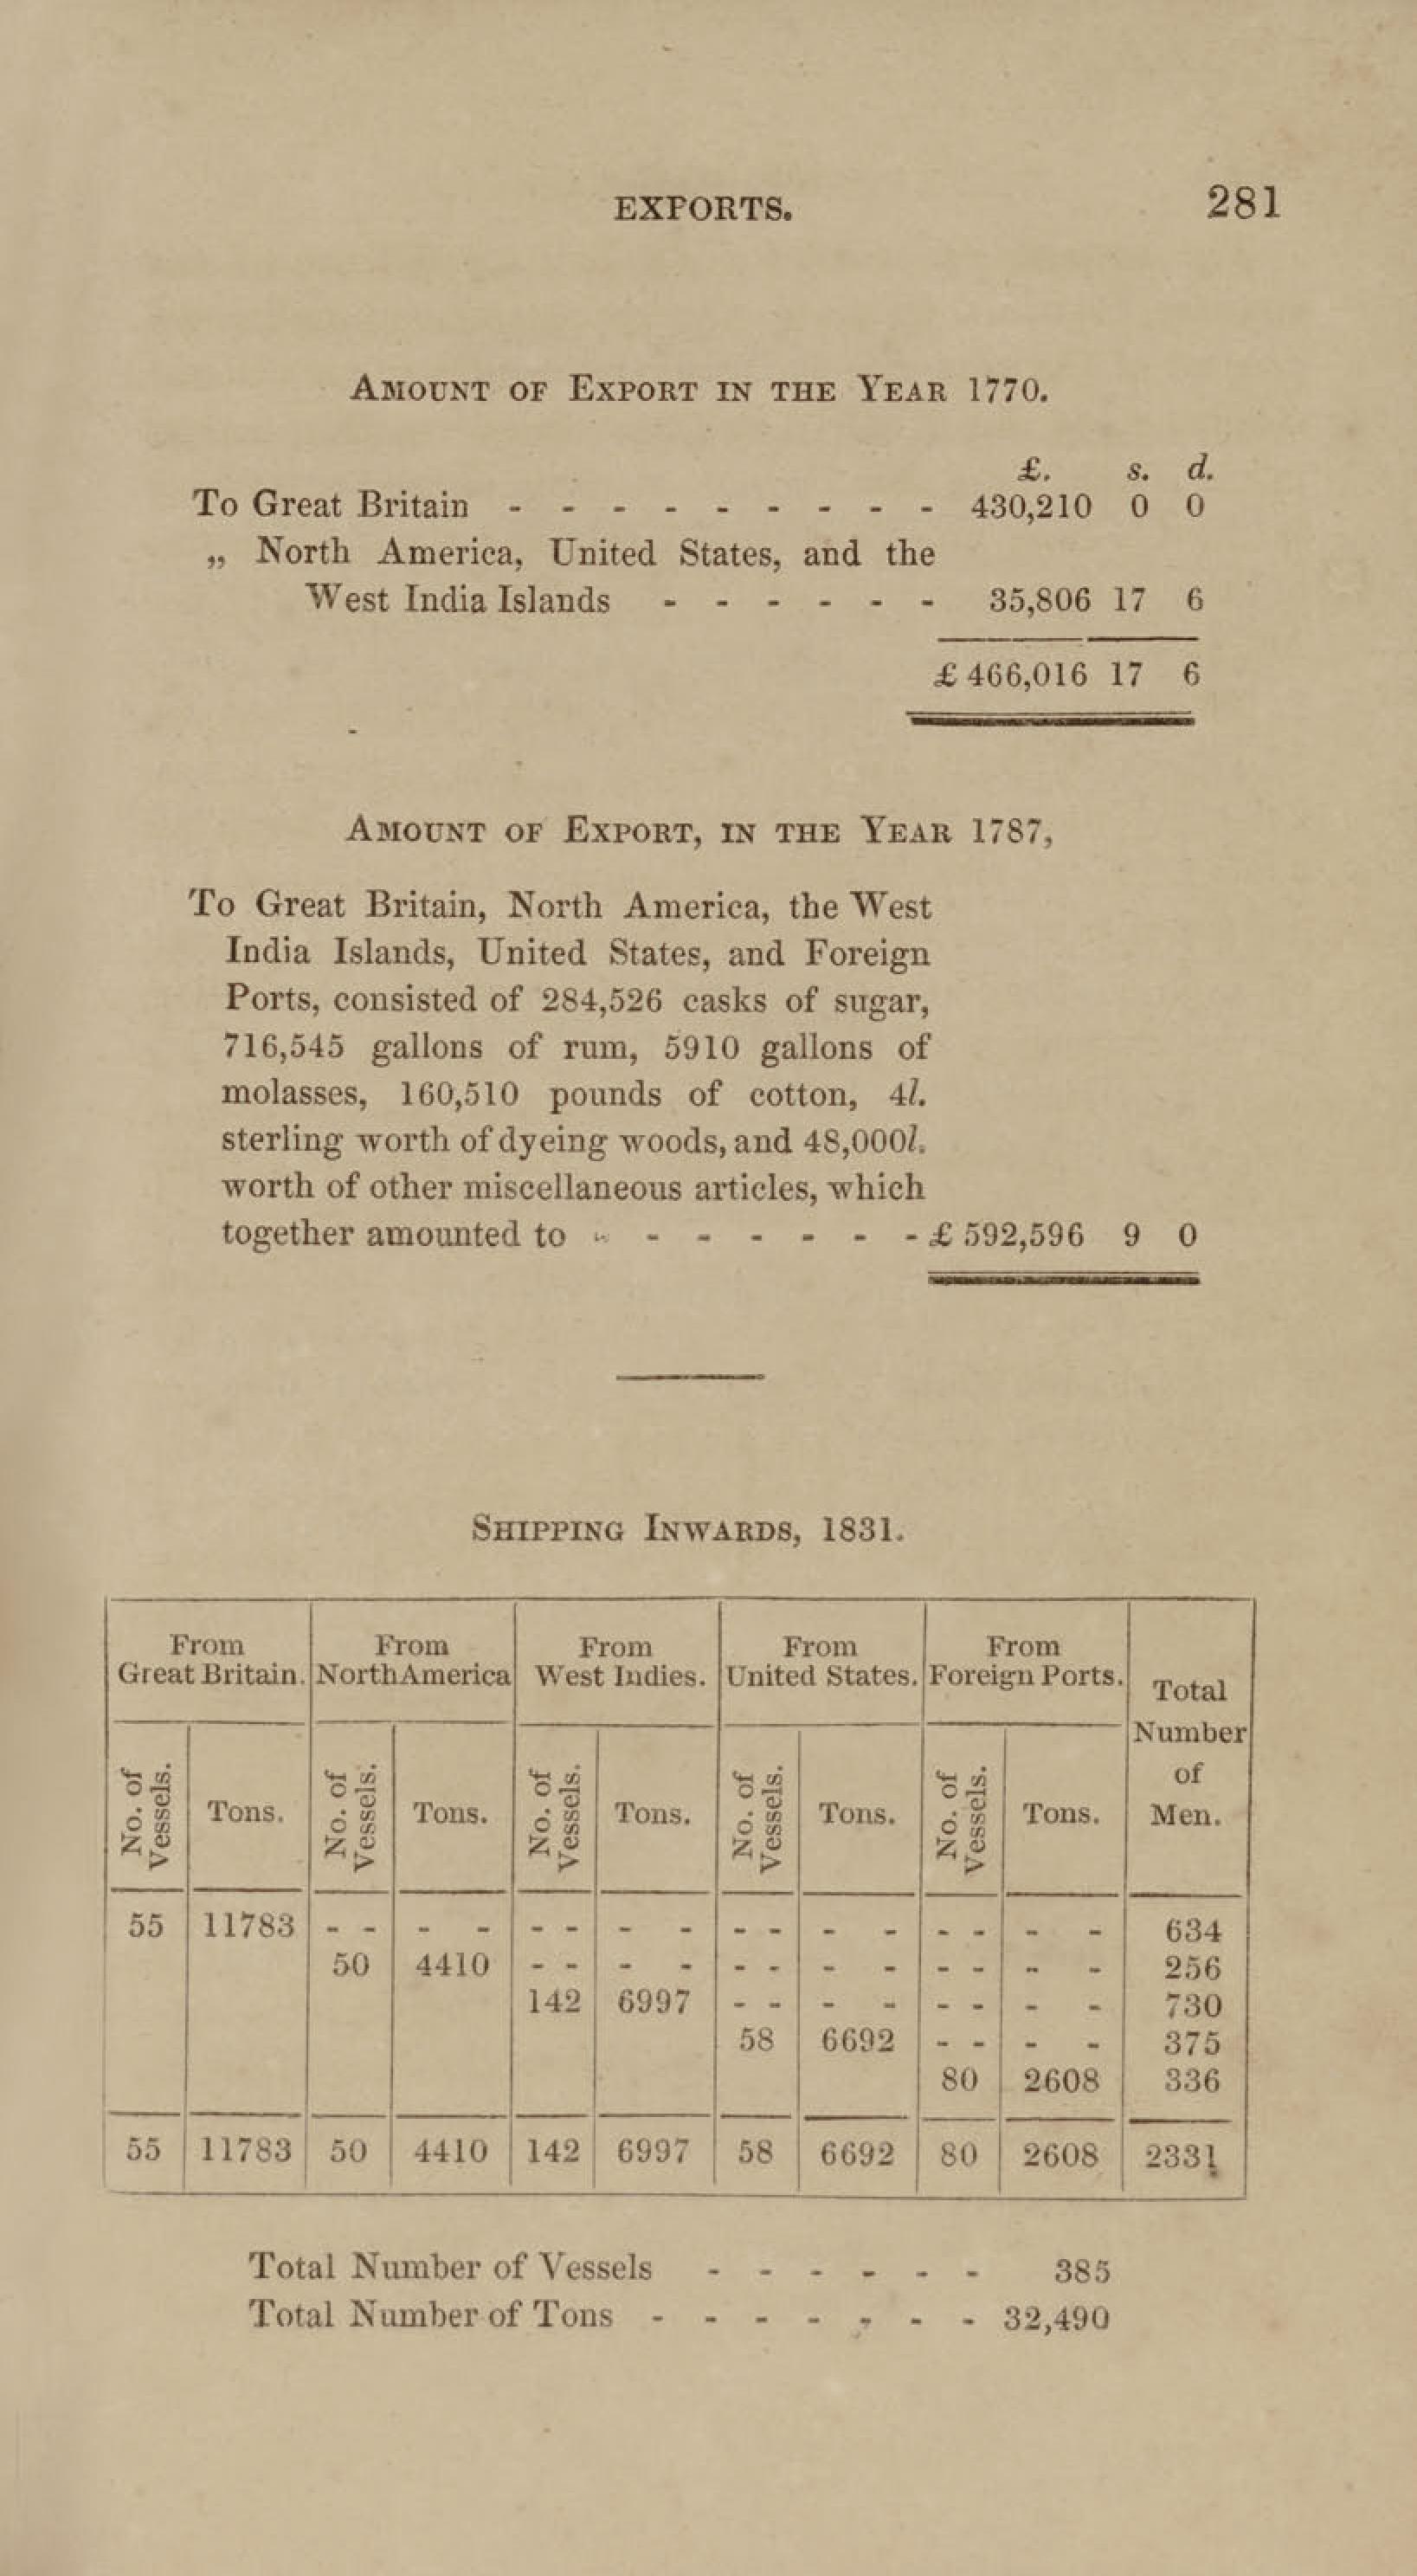 EXPORTS. 281
AMOUNT OF EXPORT IN THE YEAR 1770.
£. s. d.
To Great Britain - - - - - - - - - 430,210 0 0
„ North America, United States, and the
West India Islands - - - - - - 35,806 17 6
£ 466,016 17 6
AMOUNT OF EXPORT, IN THE YEAR 1787,
To Great Britain, North America, the West
India Islands, United States, and Foreign
Ports, consisted of 284,526 casks of sugar,
716,545 gallons of rum, 5910 gallons of
molasses, 160,510 pounds of cotton, 4l.
sterling worth of dyeing woods, and 48,000l.
worth of other miscellaneous articles, which
together amounted to - - - - - - - £ 592,596 9 0
SHIPPING INWARDS, 1831.
From Great Britain. From North America From West Indies. From United States. From Foreign Ports. Total Number of Men.
No. of Vessels. Tons. No. of Vessels. Tons. No. of Vessels. Tons. No. of Vessels. Tons. No. of Vessels. Tons.
55 11783 - - - - - - - - - - - - - - - - 634
50 4410 - - - - - - - - - - - - 256
142 6997 - - - - - - - - 730
58 6692 - - - - 375
80 2608 336
55 11783 50 4410 142 6997 58 6692 80 2608 2331
Total Number of Vessels - - - - - - 385
Total Number of Tons - - - - - - - 32,490